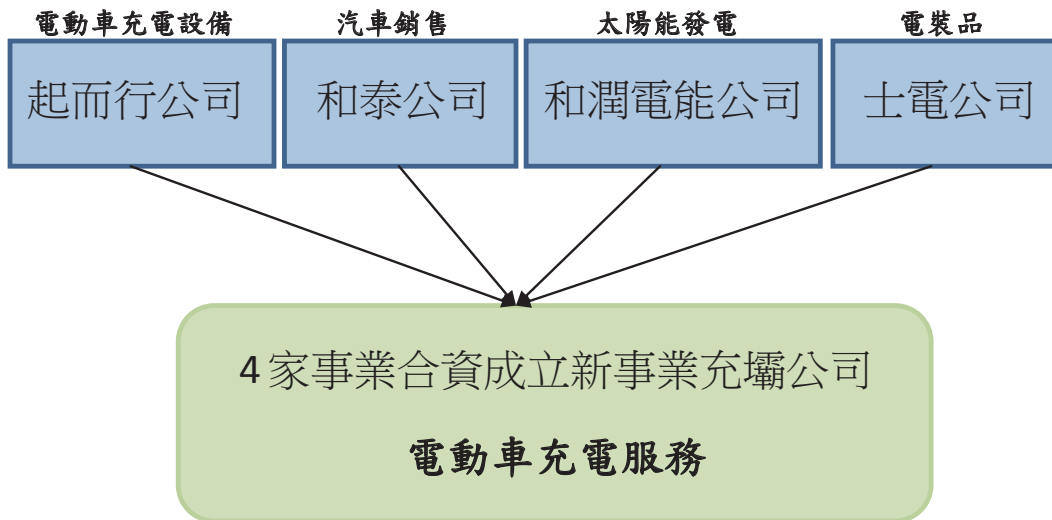 電動車充電設備
汽車銷售
太陽能發電
電裝品
起而行公司
和泰公司
和潤電能公司
士電公司
4家事業合資成立新事業充壩公司
電動車充電服務